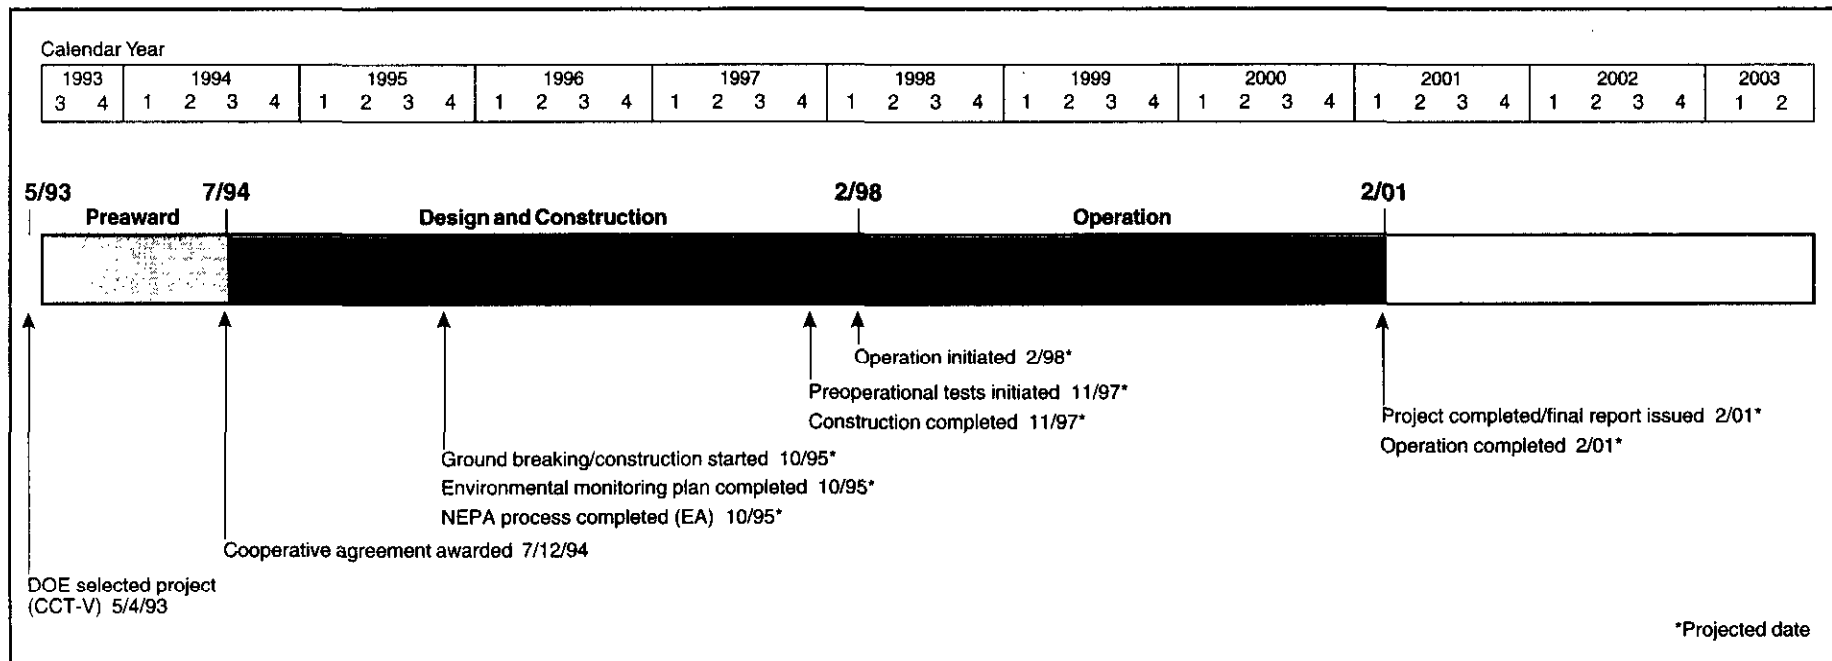 Calendar Year
1993 1994 1995 1996 1997 1998 1999 2000 2001 2002 2003
3 4 1 2 3 4 1 2 3 4 1 2 3 4 1 2 3 4 1 2 3 4 1 2 3 4 1 2 3 4 1 2 3 4 1 2 3 4 1 2
5/93 7/94 2/98 2/01
Preaward Design and Construction Operation
Operation initiated 2/98*
Preoperational tests initiated 11/97*
Construction completed 11/97*
Project completed/final report issued 2/01*
Operation completed 2/01*
Ground breaking/construction started 10/95*
Environmental monitoring plan completed 10/95*
NEPA process completed (EA) 10/95*
Cooperative agreement awarded 7/12/94
DOE selected project
(CCT-V) 5/4/93
*Projected date